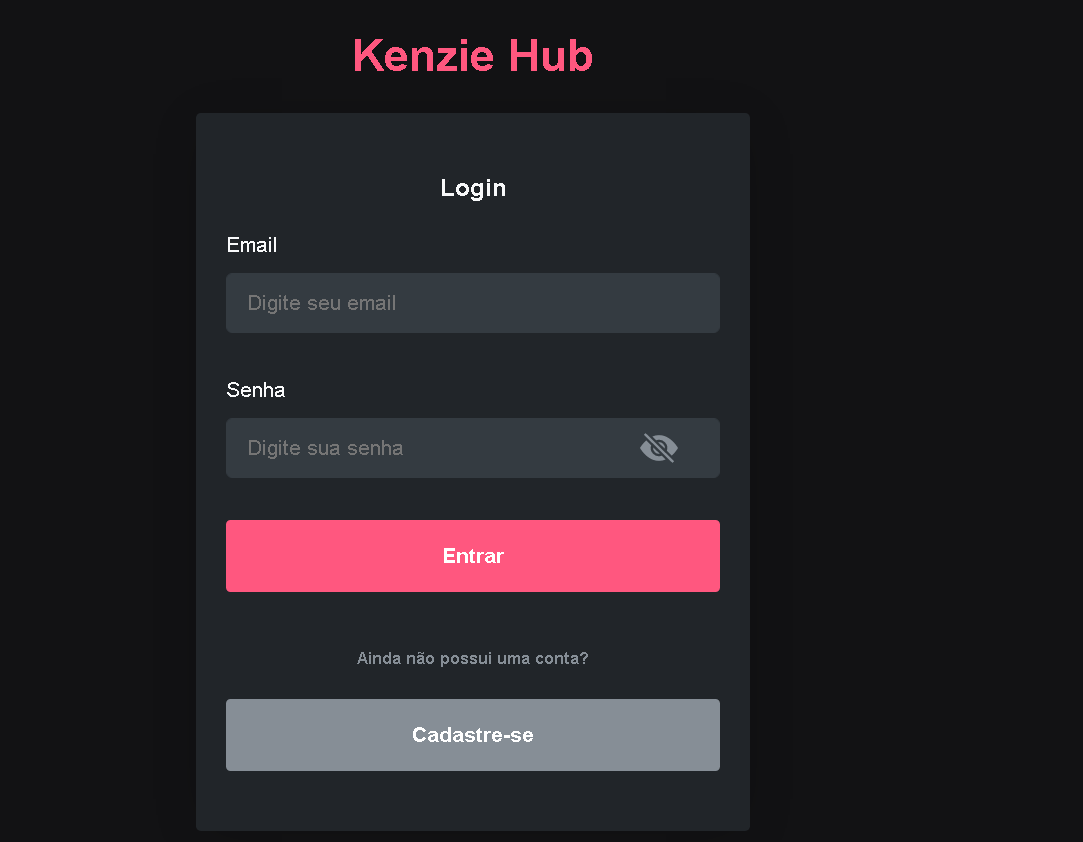 Kenzie Hub
Login
Email
Digite seu email
Senha
Digite sua senha
Entrar
Ainda não possui uma conta?
Cadastre-se